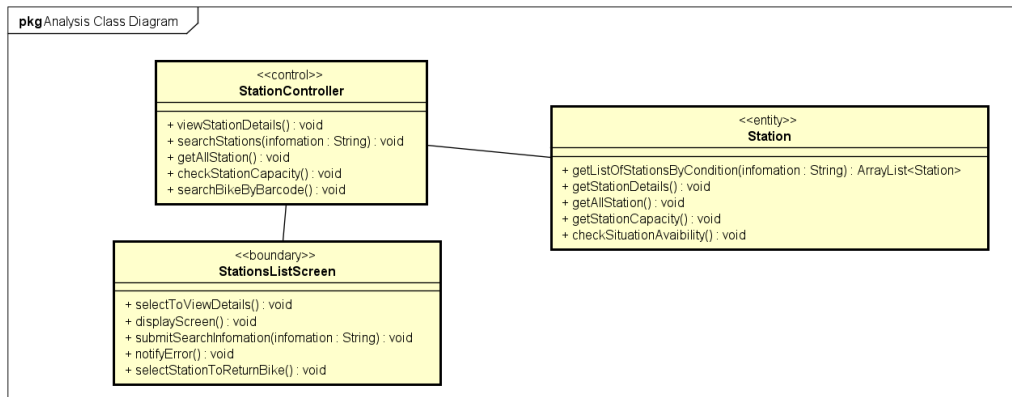 pkg Analysis Class Diagram
<<control>>
StationController
+ viewStationDetails() : void
+ searchStations(infomation : String) : void
+ getAllStation() : void
+ checkStationCapacity() : void
+ searchBikeByBarcode() : void
<<entity>>
Station
+ getListOfStationsByCondition(infomation : String) : ArrayList<Station>
+ getStationDetails() : void
+ getAllStation() : void
+ getStationCapacity() : void
+ checkSituationAvaibility() : void
<<boundary>>
StationsListScreen
+ selectToViewDetails() : void
+ displayScreen() : void
+ submitSearchInfomation(infomation : String) : void
+ notifyError() : void
+ selectStationToReturnBike() : void